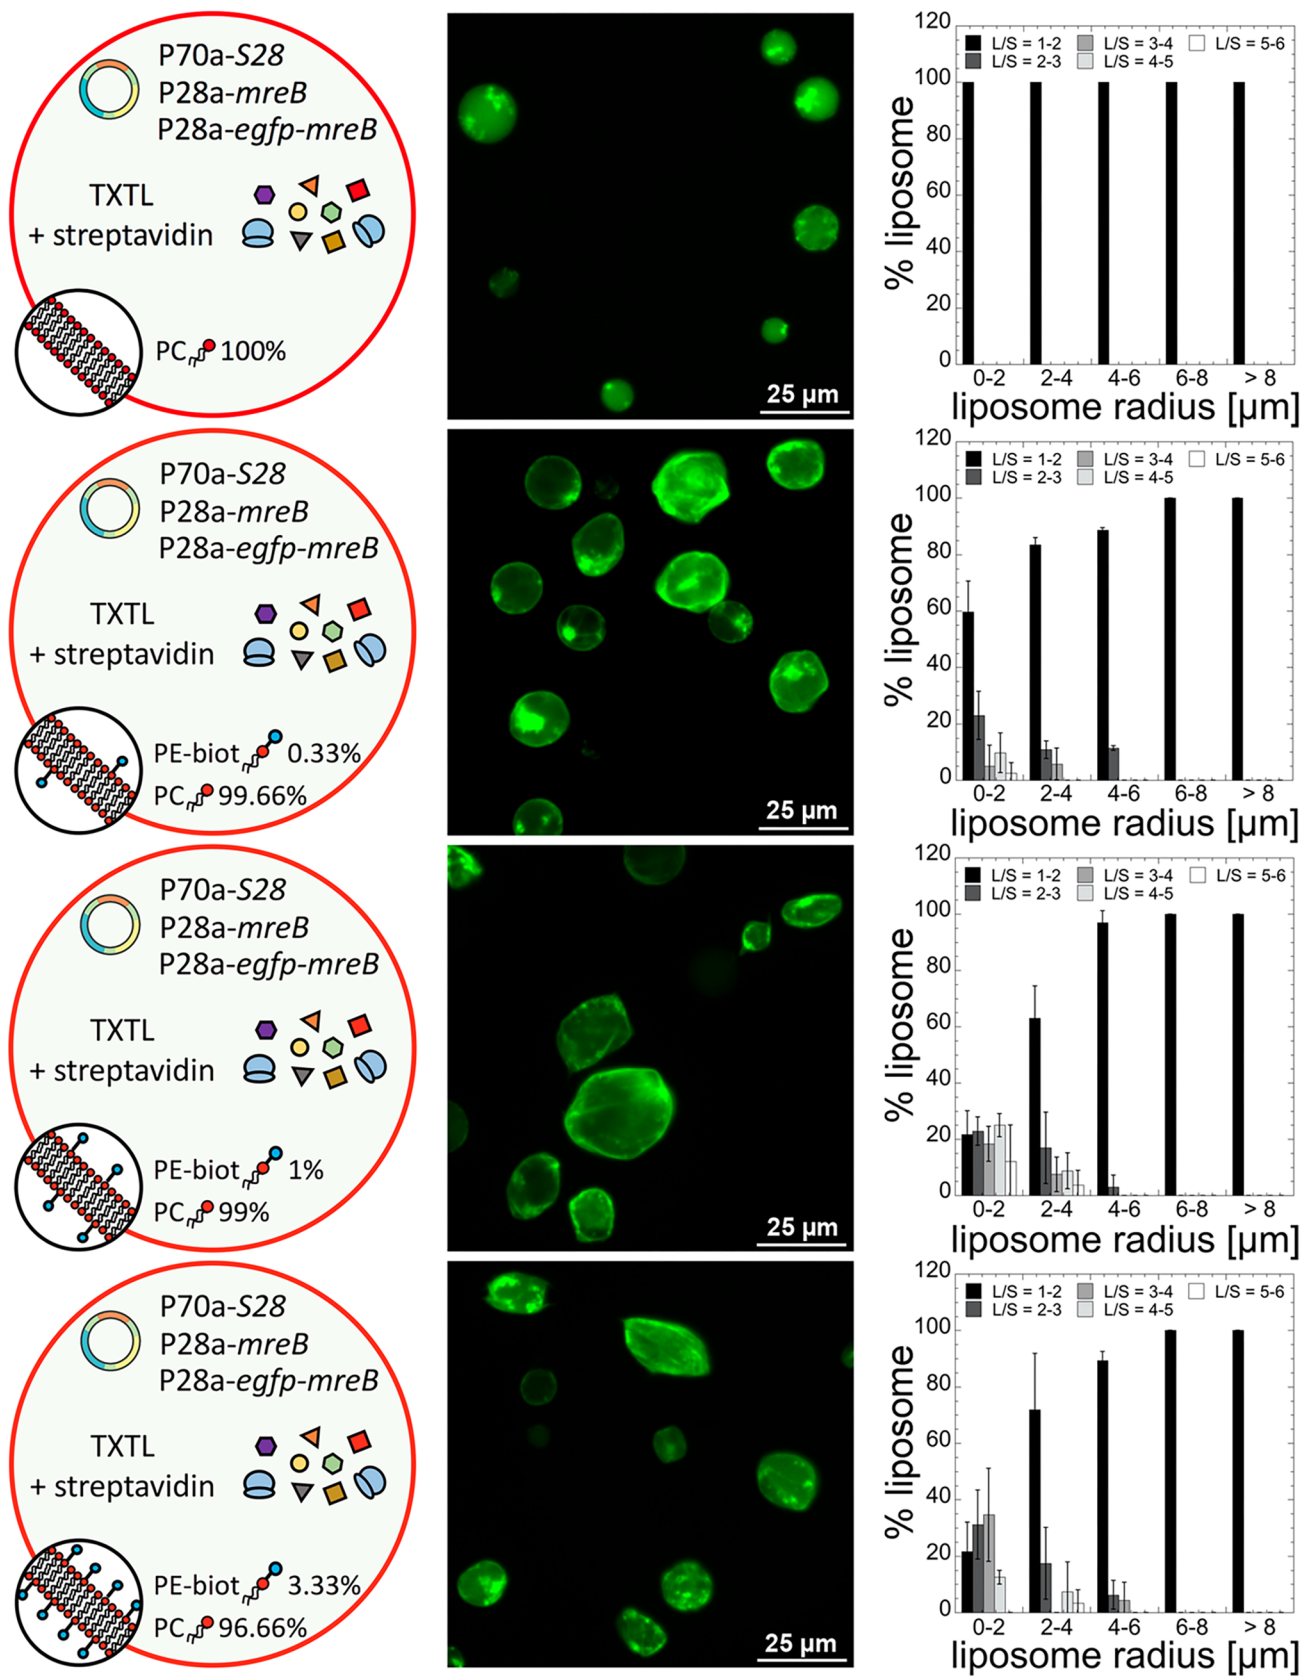 P70a-S28
P28a-mreB
P28a-egfp-mreB
TXTL
+ streptavidin
PC 100%
25 µm
120
100
80
60
40
20
0
% liposome
L/S = 1-2 L/S = 3-4 L/S = 5-6
L/S = 2-3 L/S = 4-5
0-2 2-4 4-6 6-8 > 8
liposome radius [µm]
P70a-S28
P28a-mreB
P28a-egfp-mreB
TXTL
+ streptavidin
PE-biot 0.33%
PC 99.66%
25 µm
120
100
80
60
40
20
0
% liposome
L/S = 1-2 L/S = 3-4 L/S = 5-6
L/S = 2-3 L/S = 4-5
0-2 2-4 4-6 6-8 > 8
liposome radius [µm]
P70a-S28
P28a-mreB
P28a-egfp-mreB
TXTL
+ streptavidin
PE-biot 1%
PC 99%
25 µm
120
100
80
60
40
20
0
% liposome
L/S = 1-2 L/S = 3-4 L/S = 5-6
L/S = 2-3 L/S = 4-5
0-2 2-4 4-6 6-8 > 8
liposome radius [µm]
P70a-S28
P28a-mreB
P28a-egfp-mreB
TXTL
+ streptavidin
PE-biot 3.33%
PC 96.66%
25 µm
120
100
80
60
40
20
0
% liposome
L/S = 1-2 L/S = 3-4 L/S = 5-6
L/S = 2-3 L/S = 4-5
0-2 2-4 4-6 6-8 > 8
liposome radius [µm]